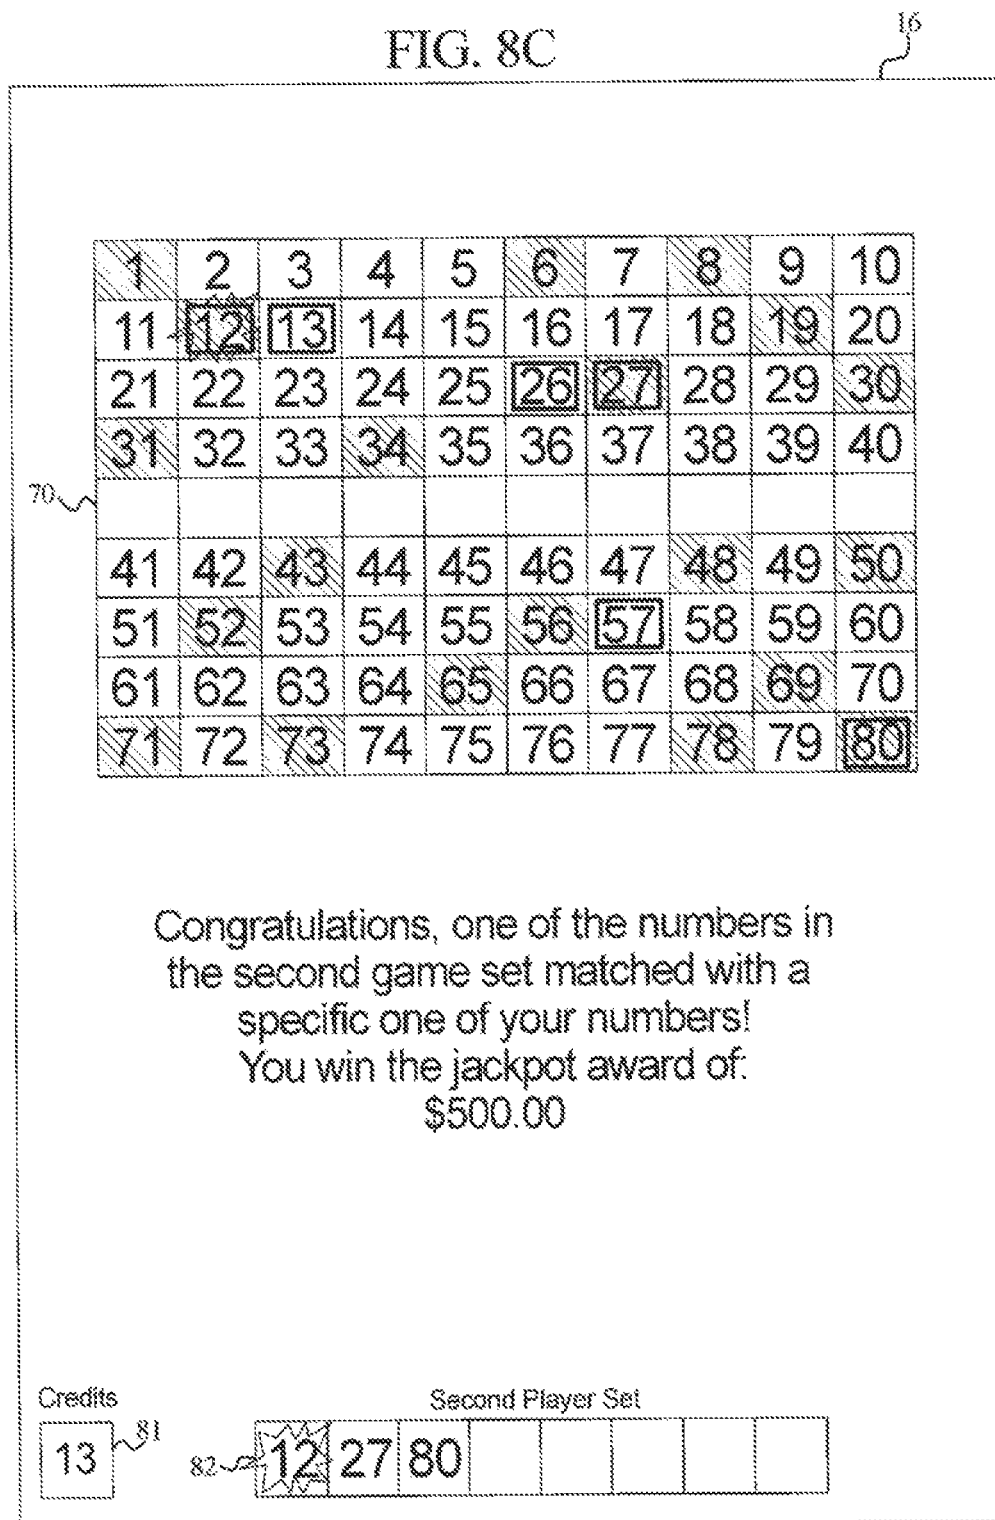 FIG. 8C
16
1 2 3 4 5 6 7 8 9 10
11 12 13 14 15 16 17 18 19 20
21 22 23 24 25 26 27 28 29 30
31 32 33 34 35 36 37 38 39 40
70
41 42 43 44 45 46 47 48 49 50
51 52 53 54 55 56 57 58 59 60
61 62 63 64 65 66 67 68 69 70
71 72 73 74 75 76 77 78 79 80
Congratulations, one of the numbers in
the second game set matched with a
specific one of your numbers!
You win the jackpot award of:
$500.00
Credits
Second Player Set
13
81
82
12 27 80